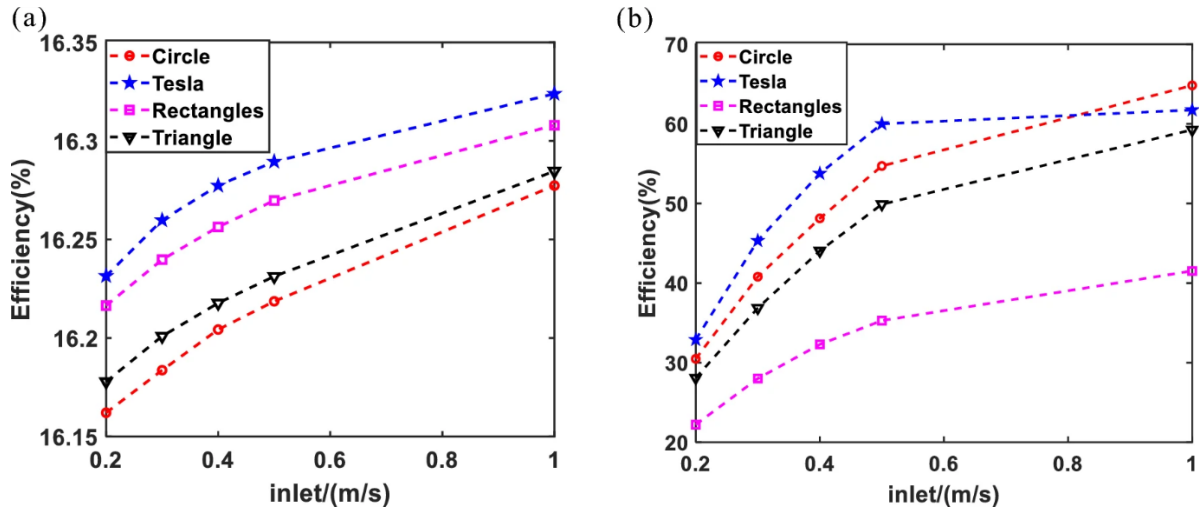 (a)
16.35
16.3
16.25
16.2
16.15
Efficiency(%)
Circle
Tesla
Rectangles
Triangle
0.2
0.4
0.6
0.8
1
inlet/(m/s)
(b)
70
60
50
40
30
20
Efficiency(%)
Circle
Tesla
Rectangles
Triangle
0.2
0.4
0.6
0.8
1
inlet/(m/s)